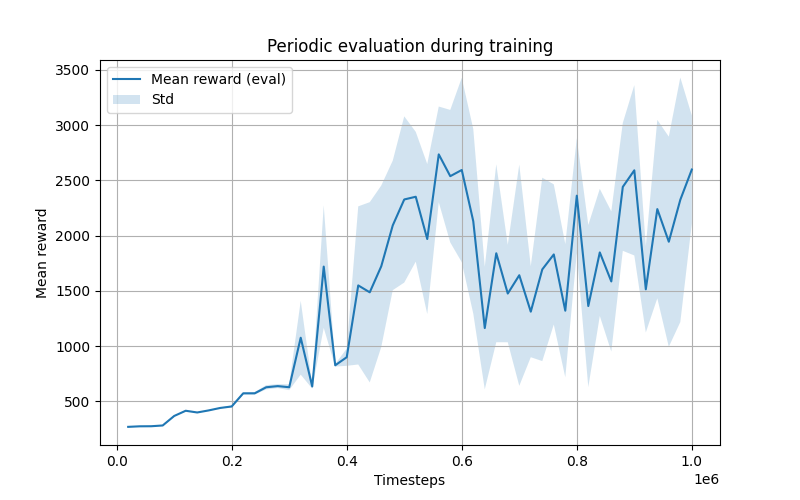 Periodic evaluation during training
Mean reward (eval)
Std
3500
3000
2500
2000
1500
1000
500
Mean reward
0.0 0.2 0.4 0.6 0.8 1.0
1e6
Timesteps